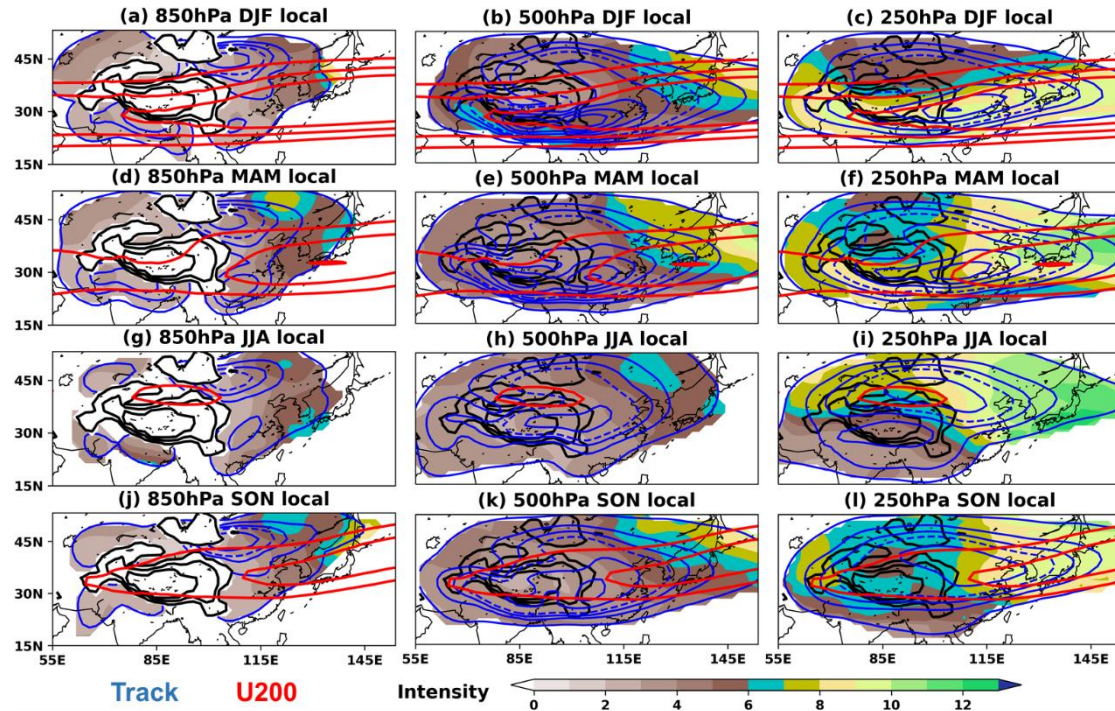 (a) 850hPa DJF local
(b) 500hPa DJF local
(c) 250hPa DJF local
45N
30N
15N
(d) 850hPa MAM local
(e) 500hPa MAM local
(f) 250hPa MAM local
45N
30N
15N
(g) 850hPa JJA local
(h) 500hPa JJA local
(i) 250hPa JJA local
45N
30N
15N
(j) 850hPa SON local
(k) 500hPa SON local
(l) 250hPa SON local
45N
30N
15N
55E 85E 115E 145E
55E 85E 115E 145E
55E 85E 115E 145E
Track U200 Intensity
0 2 4 6 8 10 12